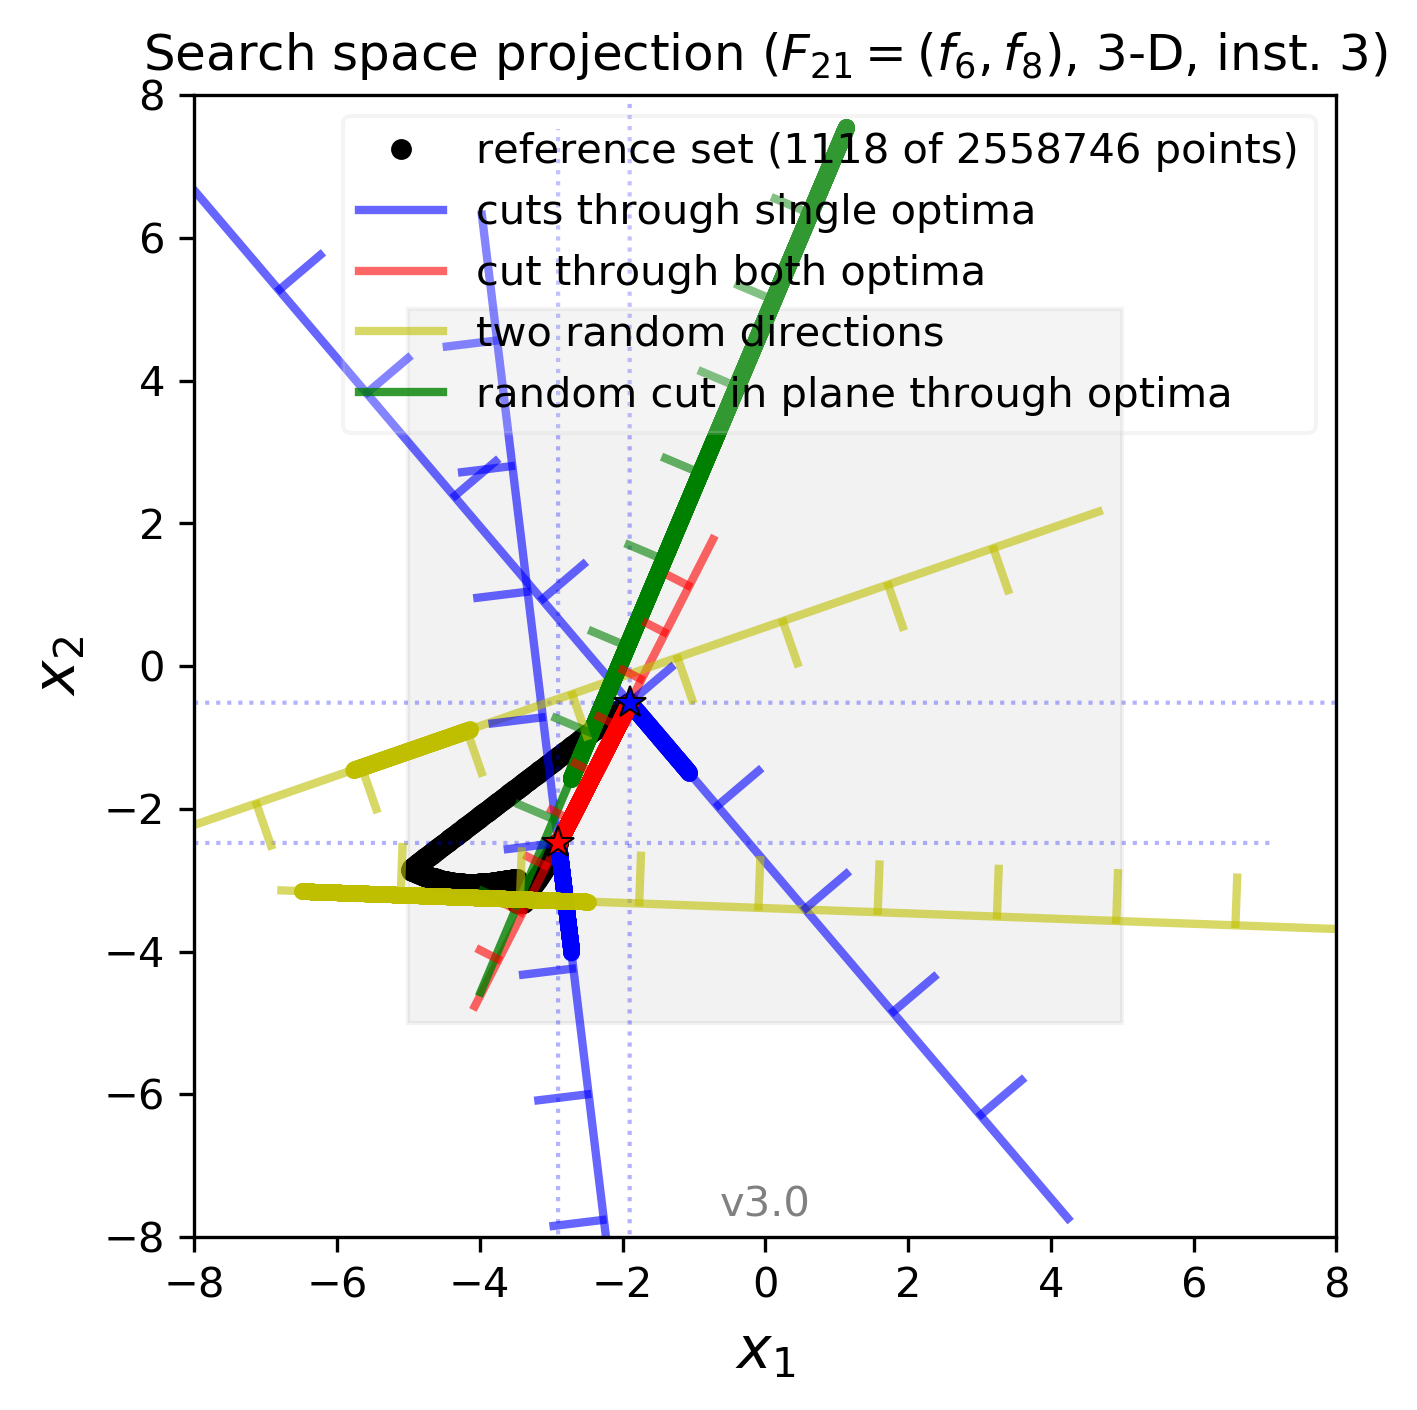 Search space projection (F₂₁ = (f₆, f₈), 3-D, inst. 3)
reference set (1118 of 2558746 points)
cuts through single optima
cut through both optima
two random directions
random cut in plane through optima
8
6
4
2
0
−2
−4
−6
−8
x₂
v3.0
−8 −6 −4 −2 0 2 4 6 8
x₁